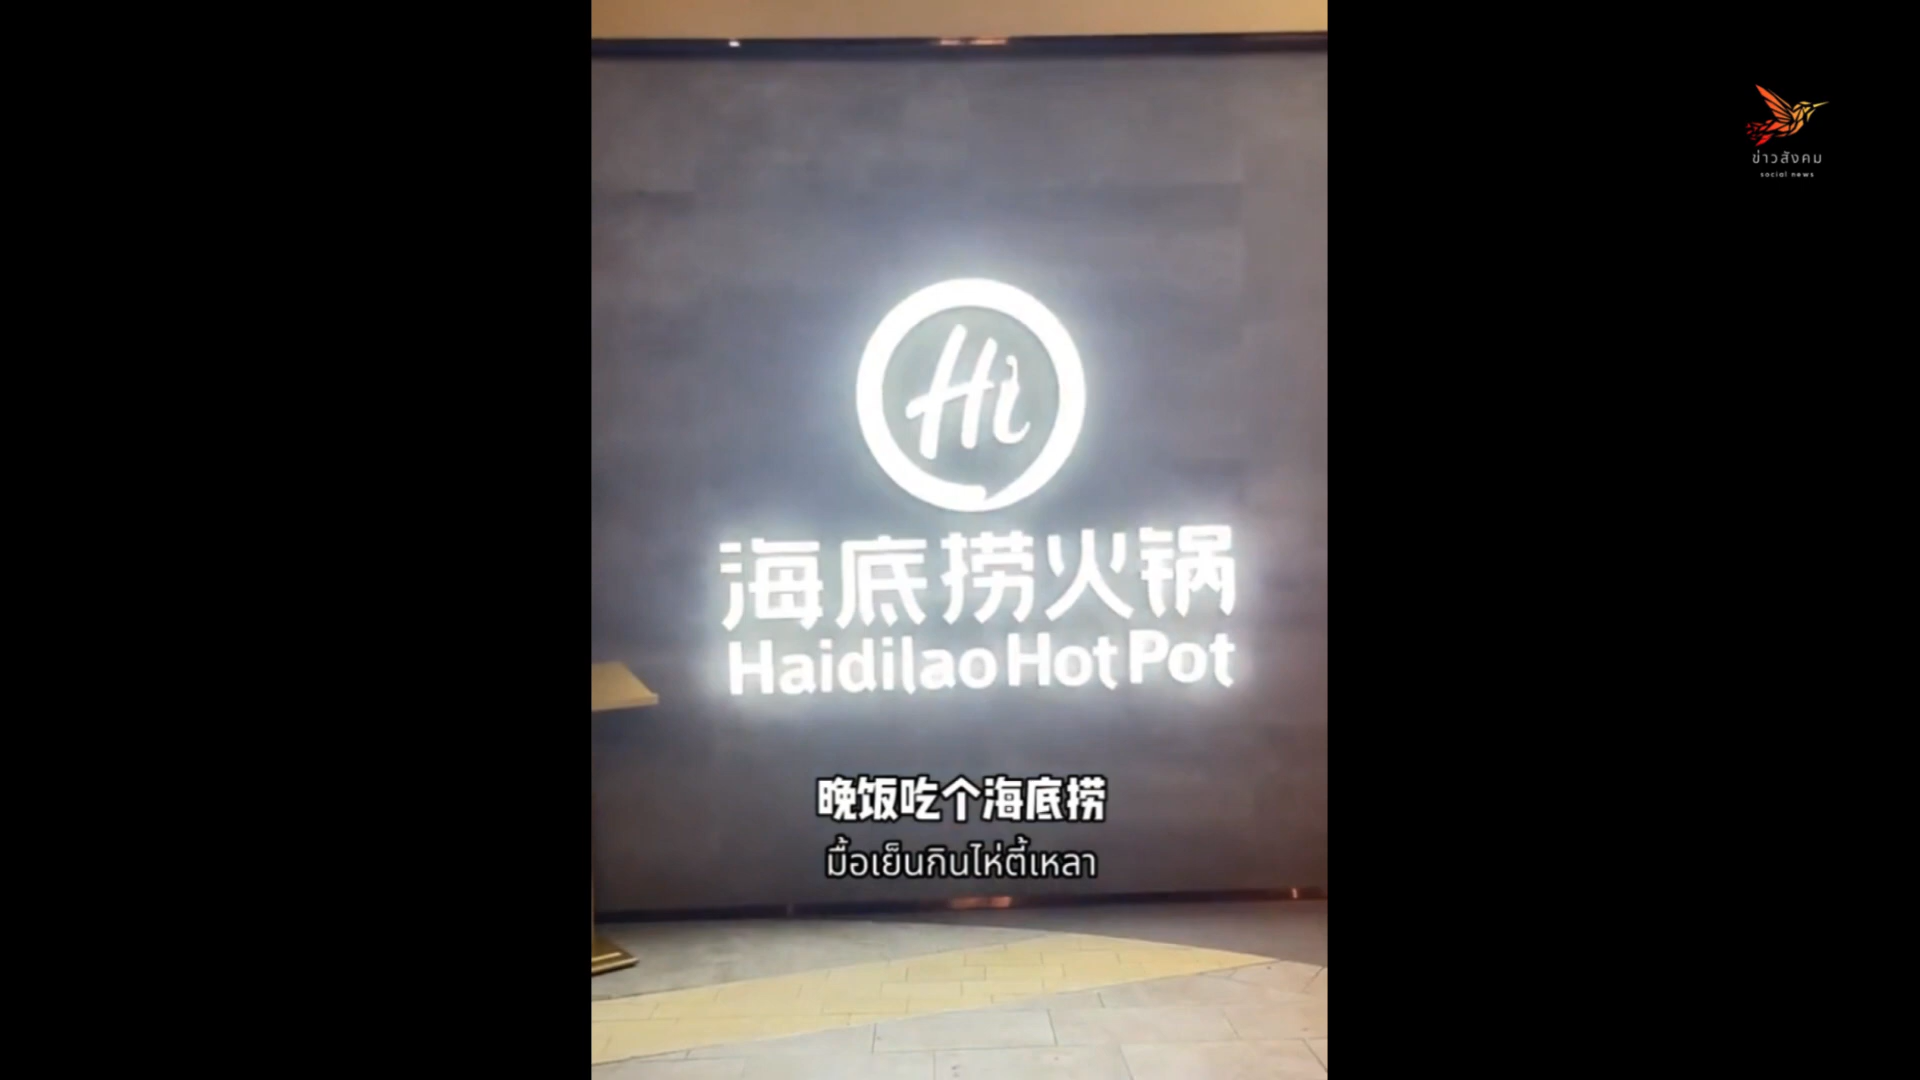 ข่าวสังคม
social news
Hi
海底捞火锅
Haidilao Hot Pot
晚饭吃个海底捞
มื้อเย็นกินไห่ตี้เหลา